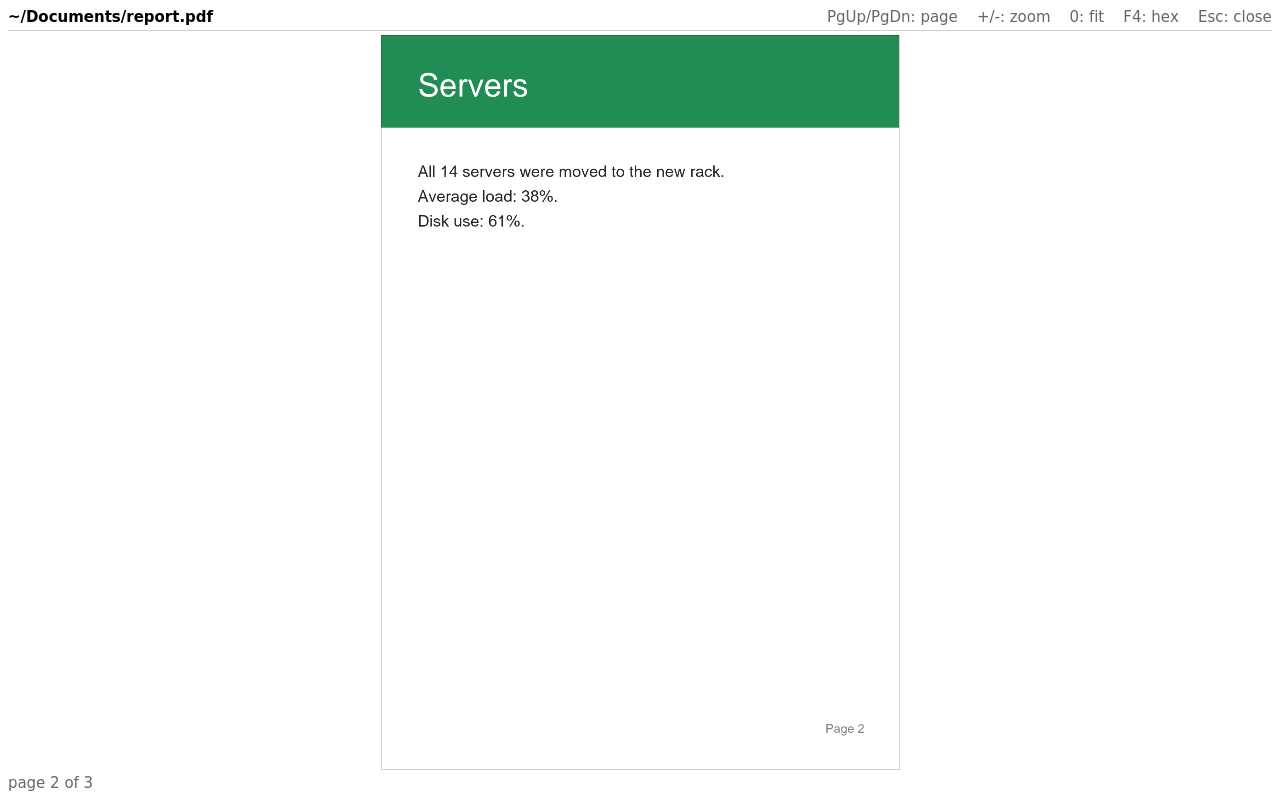 ~/Documents/report.pdf
PgUp/PgDn: page +/-: zoom 0: fit F4: hex Esc: close
Servers
All 14 servers were moved to the new rack.
Average load: 38%.
Disk use: 61%.
Page 2
page 2 of 3